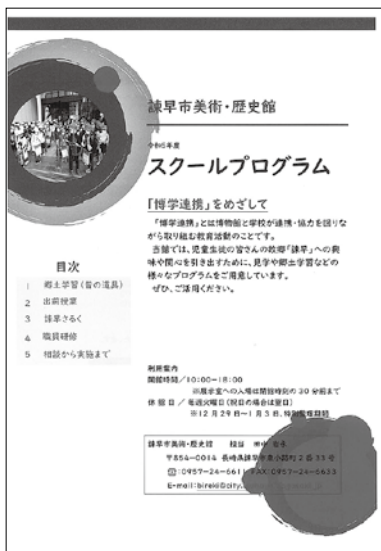 諫早市美術・歴史館
令和6年度
スクールプログラム
「博学連携」をめざして
「博学連携」とは博物館と学校が連携・協力を図りな
がら取り組む教育活動のことです。
当館では、児童生徒の皆さんの故郷「諫早」への興
味や関心を引き出すために、見学や郷土学習などの
様々なプログラムをご用意しています。
ぜひ、ご活用ください。
目次
1 郷土学習(昔の道具)
2 出前授業
3 諫早さるく
4 職員研修
5 相談から実施まで
利用案内
開館時間/10:00-18:00
※展示室への入場は閉館時刻の30分前まで
休館日/毎週火曜日(祝日の場合は翌日)
※12月29日~1月3日、特別整理期間
諫早市美術・歴史館 担当 田中
〒854-0014 長崎県諫早市東小路町2番33号
☎:0957-24-6611 FAX:0957-24-6633
E-mail:bireki@city.